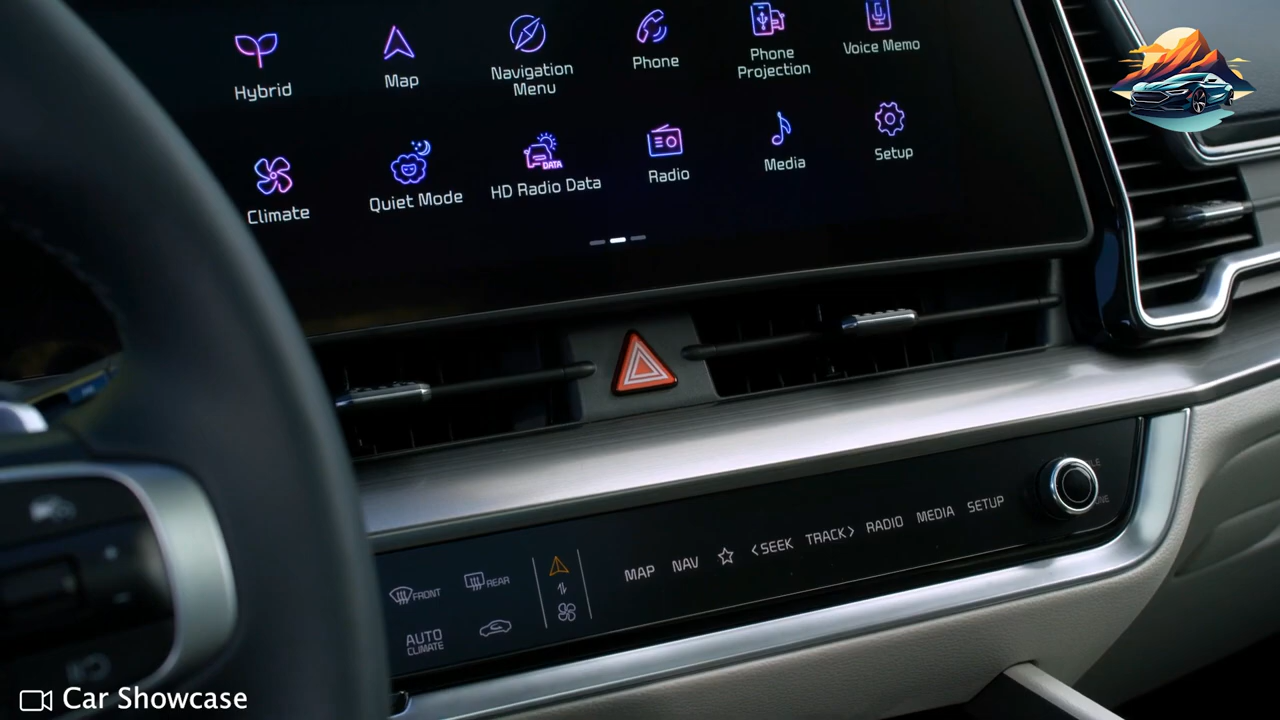 Hybrid
Map
Navigation
Menu
Phone
Phone
Projection
Voice Memo
Climate
Quiet Mode
DATA
HD Radio Data
Radio
Media
Setup
FRONT
REAR
AUTO
CLIMATE
MAP
NAV
< SEEK
TRACK >
RADIO
MEDIA
SETUP
Car Showcase